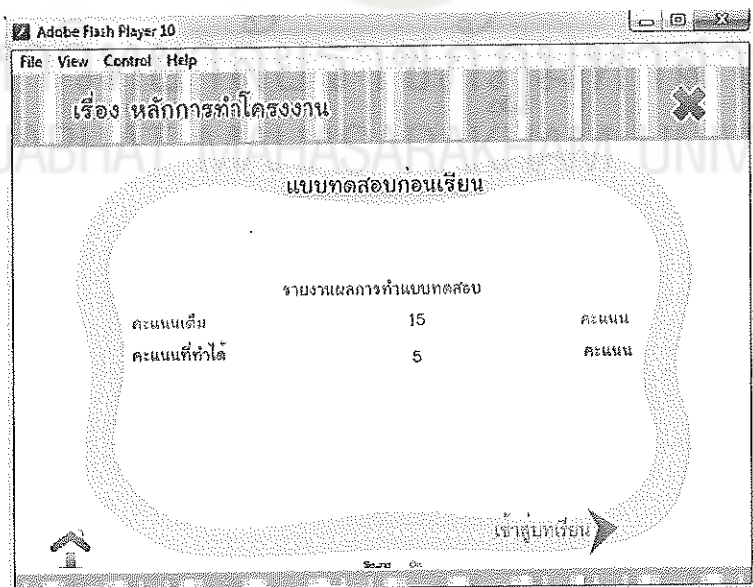 Adobe Flash Player 10
File View Control Help
เรื่อง หลักการทำโครงงาน
RAJABHAT MAHASARAKHAM UNIV
แบบทดสอบก่อนเรียน
รายงานผลการทำแบบทดสอบ
คะแนนเต็ม 15 คะแนน
คะแนนที่ทำได้ 5 คะแนน
เข้าสู่บทเรียน
Sound On